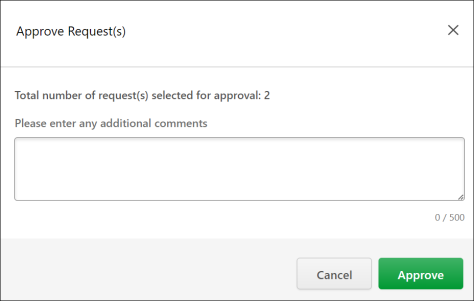 Approve Request(s)
Total number of request(s) selected for approval: 2
Please enter any additional comments
0 / 500
Cancel
Approve